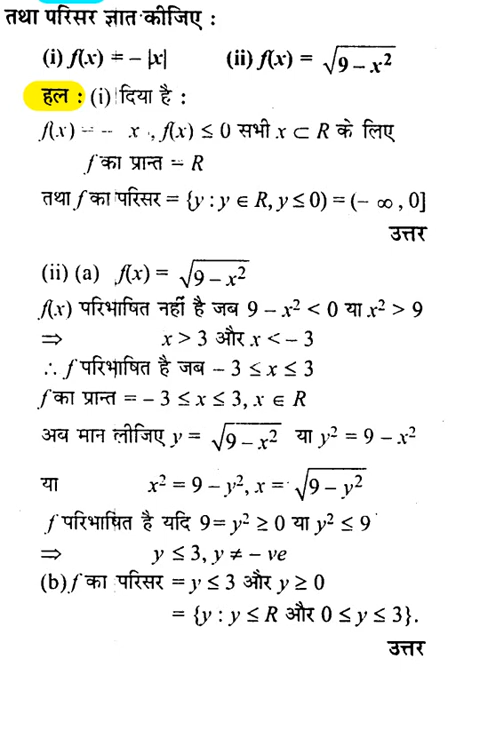 तथा परिसर ज्ञात कीजिए :
(i) f(x) = – |x| (ii) f(x) = √(9 – x²)
हल : (i) दिया है :
f(x) = – x , f(x) ≤ 0 सभी x ⊂ R के लिए
f का प्रान्त = R
तथा f का परिसर = {y : y ∈ R, y ≤ 0) = (– ∞ , 0]
उत्तर
(ii) (a) f(x) = √(9 – x²)
f(x) परिभाषित नहीं है जब 9 – x² < 0 या x² > 9
⇒ x > 3 और x < – 3
∴ f परिभाषित है जब – 3 ≤ x ≤ 3
f का प्रान्त = – 3 ≤ x ≤ 3, x ∈ R
अब मान लीजिए y = √(9 – x²) या y² = 9 – x²
या x² = 9 – y², x = √(9 – y²)
f परिभाषित है यदि 9 = y² ≥ 0 या y² ≤ 9
⇒ y ≤ 3, y ≠ – ve
(b) f का परिसर = y ≤ 3 और y ≥ 0
= {y : y ≤ R और 0 ≤ y ≤ 3}.
उत्तर